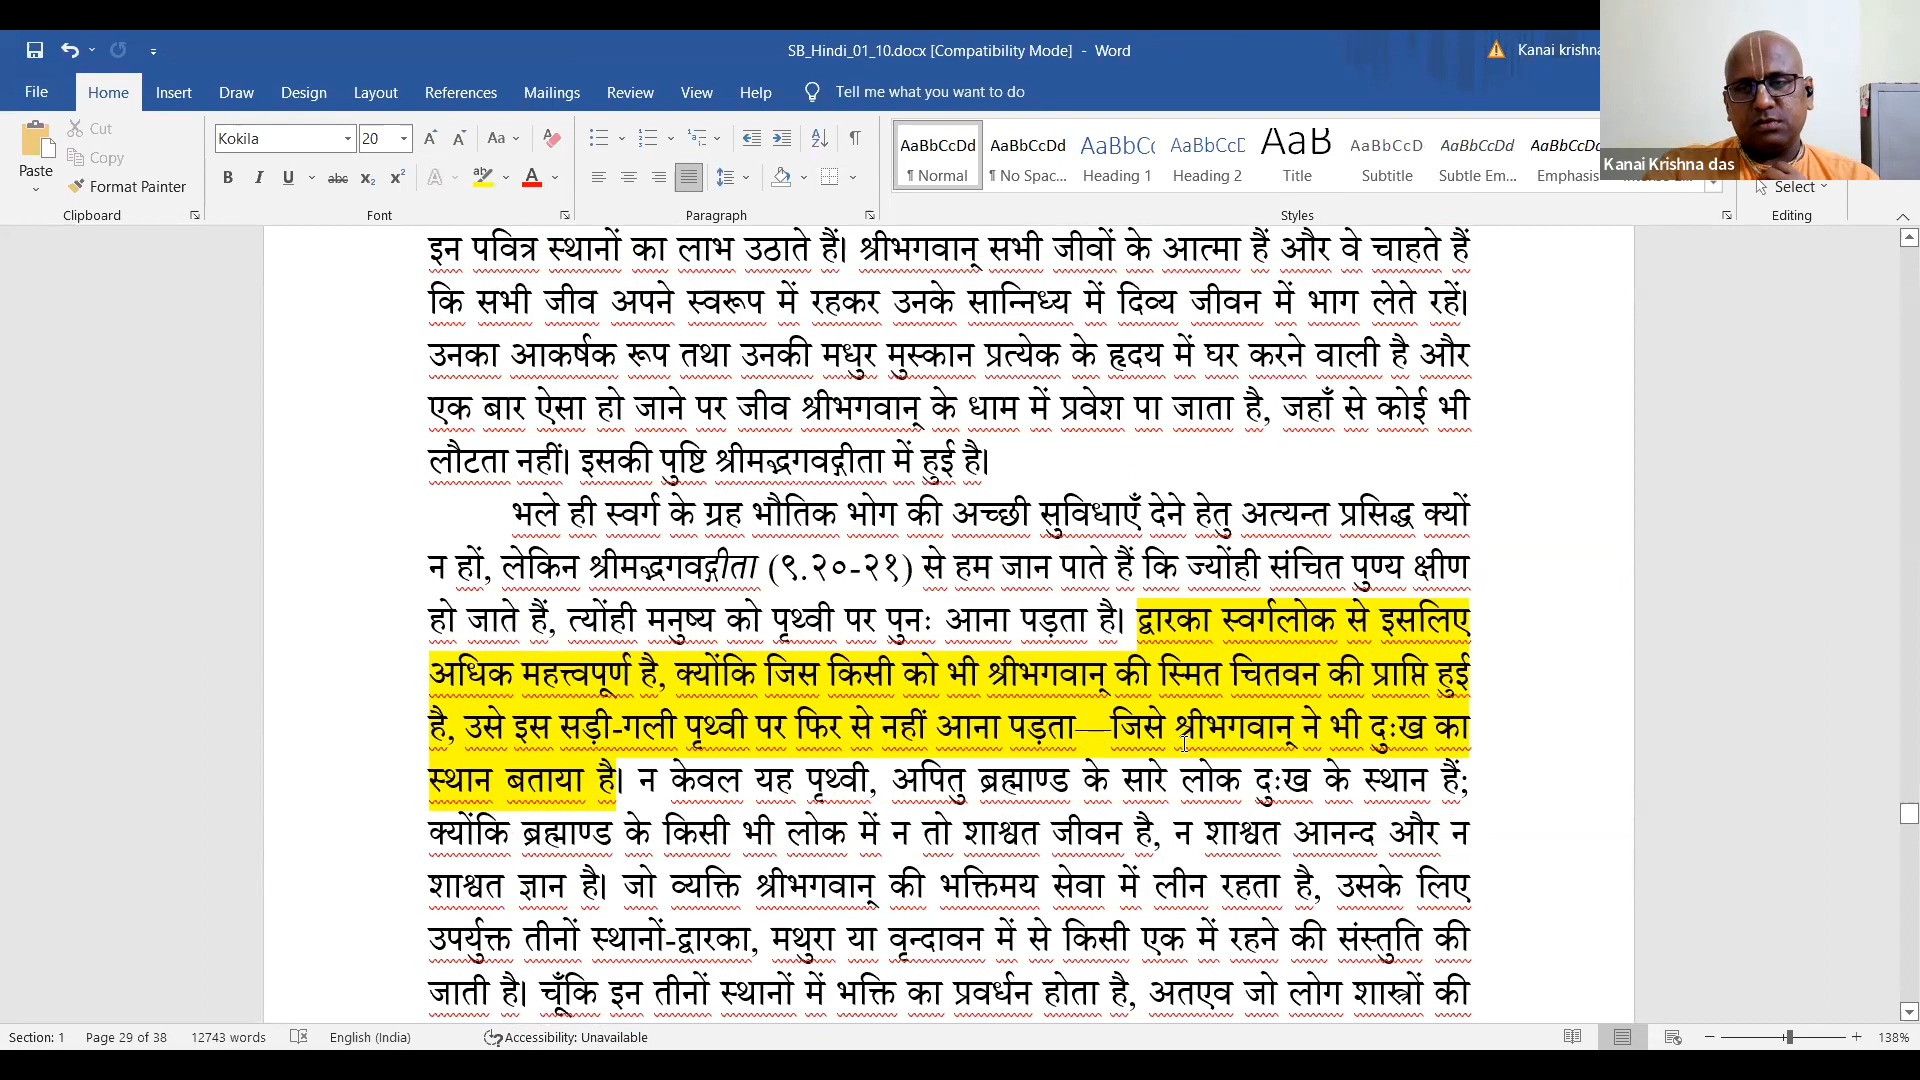 SB_Hindi_01_10.docx [Compatibility Mode] - Word
Kanai krishna
File Home Insert Draw Design Layout References Mailings Review View Help Tell me what you want to do
Paste
Cut
Copy
Format Painter
Clipboard
Kokila 20
Font
Paragraph
AaBbCcDd AaBbCcDd AaBbCc AaBbCcD AaB AaBbCcD AaBbCcDd AaBbCcDd
¶ Normal ¶ No Spac... Heading 1 Heading 2 Title Subtitle Subtle Em... Emphasis
Styles
Select
Editing
Kanai Krishna das
इन पवित्र स्थानों का लाभ उठाते हैं। श्रीभगवान् सभी जीवों के आत्मा हैं और वे चाहते हैं
कि सभी जीव अपने स्वरूप में रहकर उनके सान्निध्य में दिव्य जीवन में भाग लेते रहें।
उनका आकर्षक रूप तथा उनकी मधुर मुस्कान प्रत्येक के हृदय में घर करने वाली है और
एक बार ऐसा हो जाने पर जीव श्रीभगवान् के धाम में प्रवेश पा जाता है, जहाँ से कोई भी
लौटता नहीं। इसकी पुष्टि श्रीमद्भगवद्गीता में हुई है।
भले ही स्वर्ग के ग्रह भौतिक भोग की अच्छी सुविधाएँ देने हेतु अत्यन्त प्रसिद्ध क्यों
न हों, लेकिन श्रीमद्भगवद्गीता (९.२०-२१) से हम जान पाते हैं कि ज्योंही संचित पुण्य क्षीण
हो जाते हैं, त्योंही मनुष्य को पृथ्वी पर पुनः आना पड़ता है। द्वारका स्वर्गलोक से इसलिए
अधिक महत्त्वपूर्ण है, क्योंकि जिस किसी को भी श्रीभगवान् की स्मित चितवन की प्राप्ति हुई
है, उसे इस सड़ी-गली पृथ्वी पर फिर से नहीं आना पड़ता—जिसे श्रीभगवान् ने भी दुःख का
स्थान बताया है। न केवल यह पृथ्वी, अपितु ब्रह्माण्ड के सारे लोक दुःख के स्थान हैं;
क्योंकि ब्रह्माण्ड के किसी भी लोक में न तो शाश्वत जीवन है, न शाश्वत आनन्द और न
शाश्वत ज्ञान है। जो व्यक्ति श्रीभगवान् की भक्तिमय सेवा में लीन रहता है, उसके लिए
उपर्युक्त तीनों स्थानों-द्वारका, मथुरा या वृन्दावन में से किसी एक में रहने की संस्तुति की
जाती है। चूँकि इन तीनों स्थानों में भक्ति का प्रवर्धन होता है, अतएव जो लोग शास्त्रों की
Section: 1 Page 29 of 38 12743 words English (India) Accessibility: Unavailable 138%